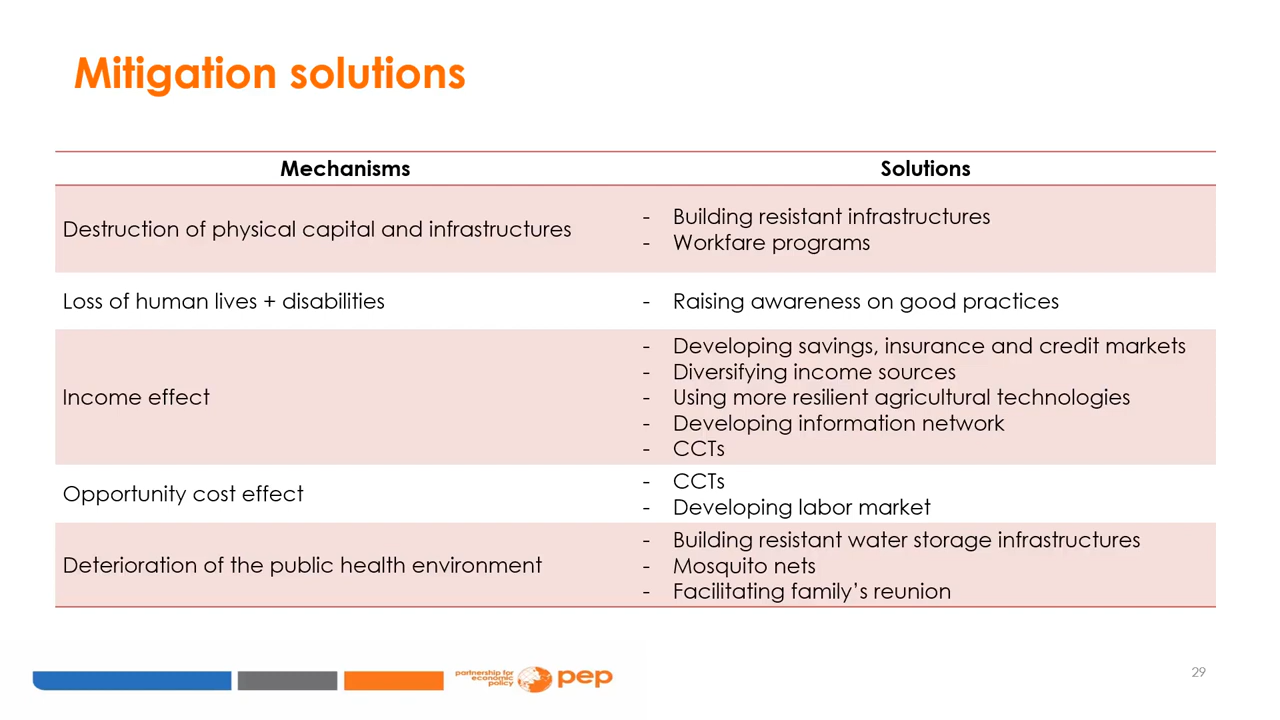 Mitigation solutions
Mechanisms
Solutions
Destruction of physical capital and infrastructures
- Building resistant infrastructures
- Workfare programs
Loss of human lives + disabilities
- Raising awareness on good practices
Income effect
- Developing savings, insurance and credit markets
- Diversifying income sources
- Using more resilient agricultural technologies
- Developing information network
- CCTs
Opportunity cost effect
- CCTs
- Developing labor market
Deterioration of the public health environment
- Building resistant water storage infrastructures
- Mosquito nets
- Facilitating family’s reunion
partnership for
economic
policy
pep
29